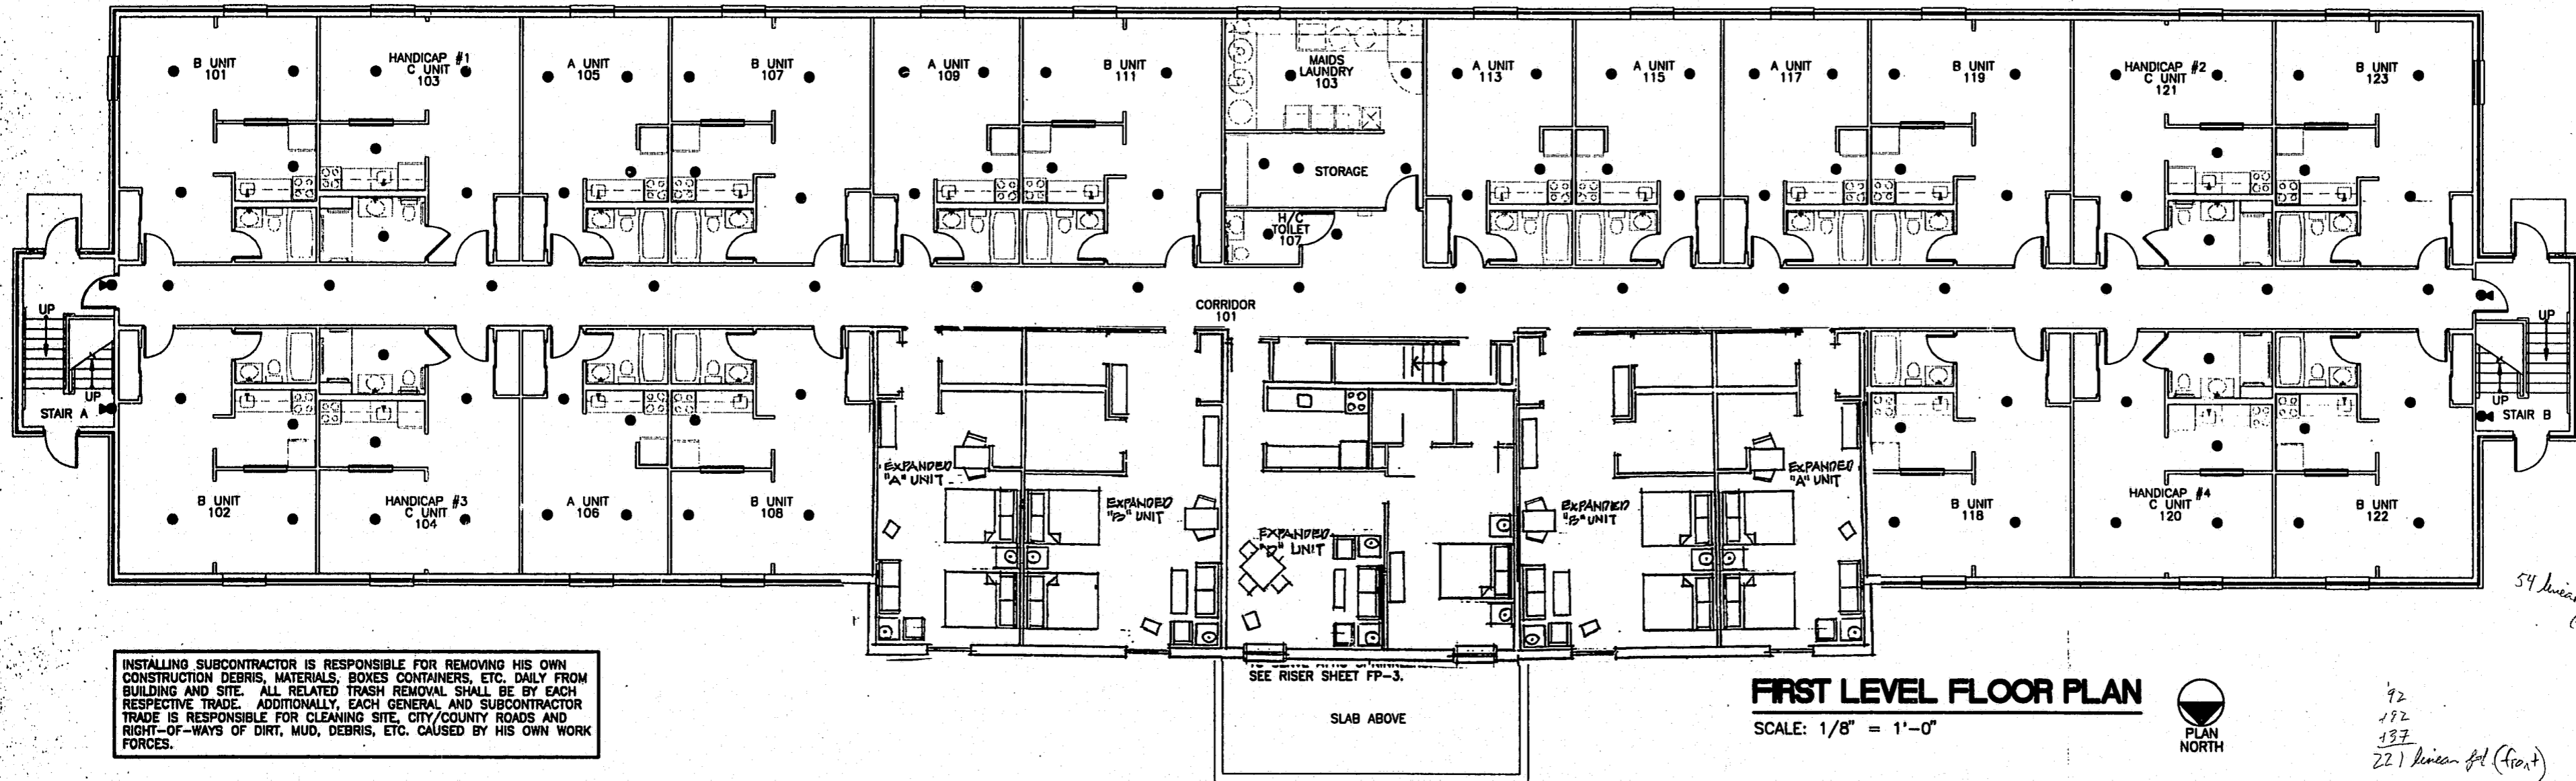 B UNIT
101
HANDICAP #1
C UNIT
103
A UNIT
105
B UNIT
107
A UNIT
109
B UNIT
111
MAIDS
LAUNDRY
103
A UNIT
113
A UNIT
115
A UNIT
117
B UNIT
119
HANDICAP #2
C UNIT
121
B UNIT
123
STORAGE
H/C
TOILET
107
UP
UP
STAIR A
CORRIDOR
101
UP
UP
STAIR B
B UNIT
102
HANDICAP #3
C UNIT
104
A UNIT
106
B UNIT
108
EXPANDED
"A" UNIT
EXPANDED
"B" UNIT
EXPANDED
"D" UNIT
EXPANDED
"B" UNIT
EXPANDED
"A" UNIT
B UNIT
118
HANDICAP #4
C UNIT
120
B UNIT
122
54 linear
INSTALLING SUBCONTRACTOR IS RESPONSIBLE FOR REMOVING HIS OWN
CONSTRUCTION DEBRIS, MATERIALS, BOXES CONTAINERS, ETC. DAILY FROM
BUILDING AND SITE. ALL RELATED TRASH REMOVAL SHALL BE BY EACH
RESPECTIVE TRADE. ADDITIONALLY, EACH GENERAL AND SUBCONTRACTOR
TRADE IS RESPONSIBLE FOR CLEANING SITE, CITY/COUNTY ROADS AND
RIGHT-OF-WAYS OF DIRT, MUD, DEBRIS, ETC. CAUSED BY HIS OWN WORK
FORCES.
SEE RISER SHEET FP-3.
SLAB ABOVE
FIRST LEVEL FLOOR PLAN
SCALE: 1/8" = 1'-0"
PLAN
NORTH
92
+92
+37
221 linear (front)